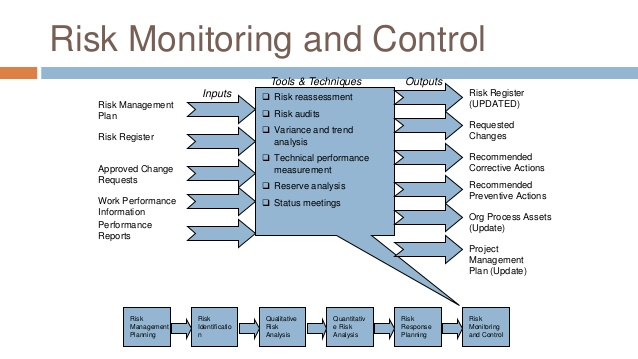 Risk Monitoring and Control
Inputs
Tools & Techniques
Outputs
Risk Management
Plan
Risk Register
Approved Change
Requests
Work Performance
Information
Performance
Reports
Risk reassessment
Risk audits
Variance and trend
analysis
Technical performance
measurement
Reserve analysis
Status meetings
Risk Register
(UPDATED)
Requested
Changes
Recommended
Corrective Actions
Recommended
Preventive Actions
Org Process Assets
(Update)
Project
Management
Plan (Update)
Risk
Management
Planning
Risk
Identificatio
n
Qualitative
Risk
Analysis
Quantitativ
e Risk
Analysis
Risk
Response
Planning
Risk
Monitoring
and Control